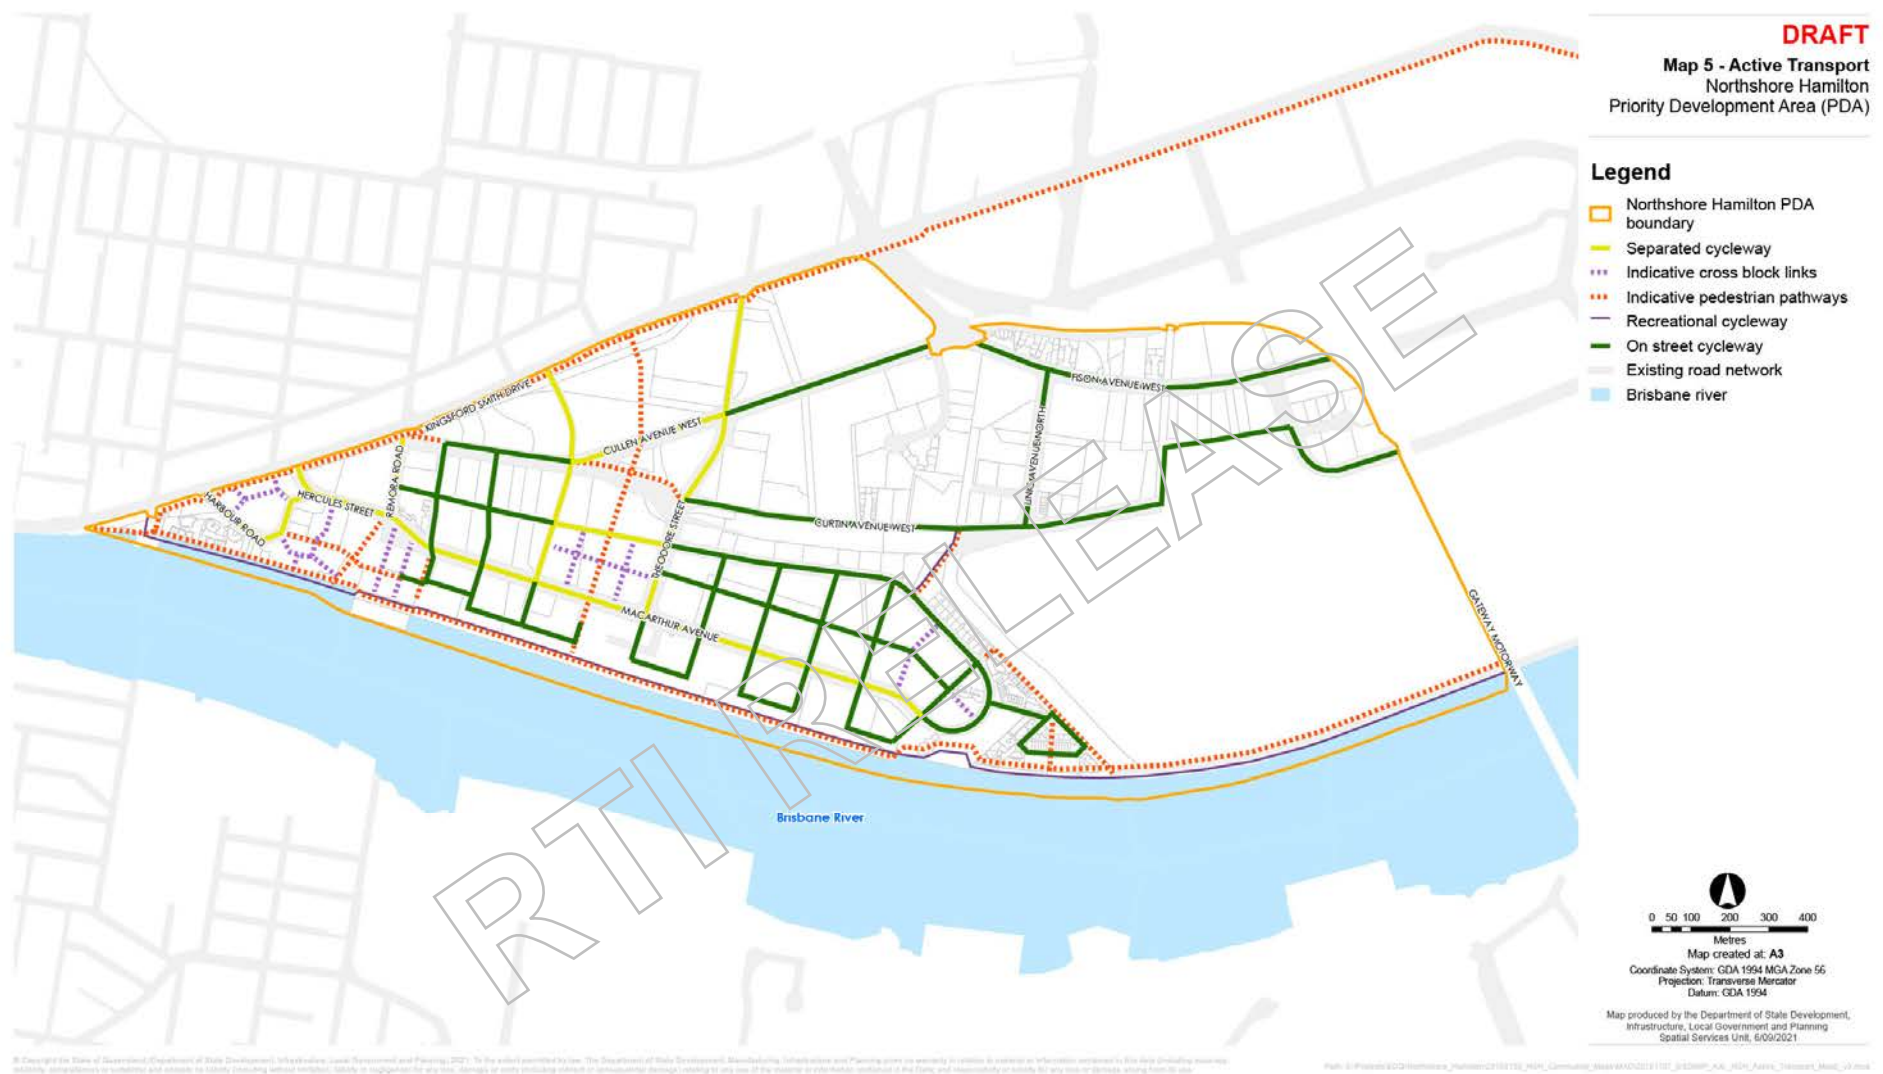 DRAFT
Map 5 - Active Transport
Northshore Hamilton
Priority Development Area (PDA)
Legend
Northshore Hamilton PDA
boundary
Separated cycleway
Indicative cross block links
Indicative pedestrian pathways
Recreational cycleway
On street cycleway
Existing road network
Brisbane river
KINGSFORD SMITH DRIVE
FISON AVENUE WEST
CULLEN AVENUE WEST
REMORA ROAD
HARBOUR ROAD
HERCULES STREET
THEODORE STREET
CURTIN AVENUE WEST
MACARTHUR AVENUE
GATEWAY MOTORWAY
RTI RELEASE
Brisbane River
0 50 100 200 300 400
Metres
Map created at: A3
Coordinate System: GDA 1994 MGA Zone 56
Projection: Transverse Mercator
Datum: GDA 1994
Map produced by the Department of State Development,
Infrastructure, Local Government and Planning
Spatial Services Unit, 6/09/2021